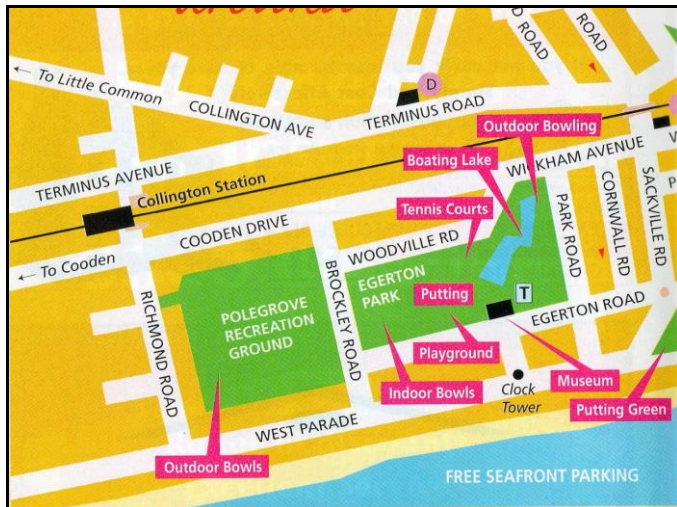 ROAD
ROAD
← To Little Common
COLLINGTON AVE
D
TERMINUS ROAD
Outdoor Bowling
TERMINUS AVENUE
Boating Lake
WICKHAM AVENUE
Collington Station
Tennis Courts
COODEN DRIVE
WOODVILLE RD
PARK ROAD
CORNWALL RD
SACKVILLE RD
← To Cooden
EGERTON
PARK
Putting
T
RICHMOND ROAD
POLEGROVE
RECREATION
GROUND
BROCKLEY ROAD
EGERTON ROAD
Playground
Indoor Bowls
Clock
Tower
Museum
Putting Green
WEST PARADE
Outdoor Bowls
FREE SEAFRONT PARKING